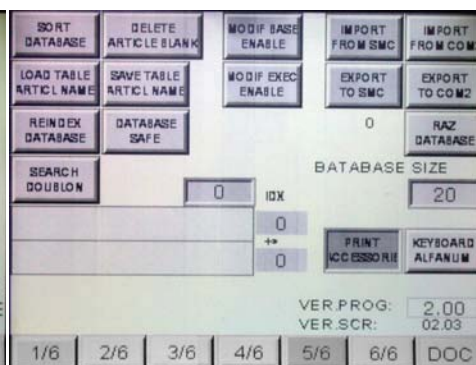 SORT DATABASE
DELETE ARTICLE BLANK
MODIF BASE ENABLE
IMPORT FROM SMC
IMPORT FROM COM
LOAD TABLE ARTICL NAME
SAVE TABLE ARTICL NAME
MODIF EXEC ENABLE
EXPORT TO SMC
EXPORT TO COM2
REINDEX DATABASE
DATABASE SAFE
0
RAZ DATABASE
SEARCH DOUBLON
BATABASE SIZE
0 IDX
20
0
+>
0
PRINT ACCESSORIE
KEYBOARD ALFANUM
VER.PROG: 2.00
VER.SCR: 02.03
1/6 2/6 3/6 4/6 5/6 6/6 DOC